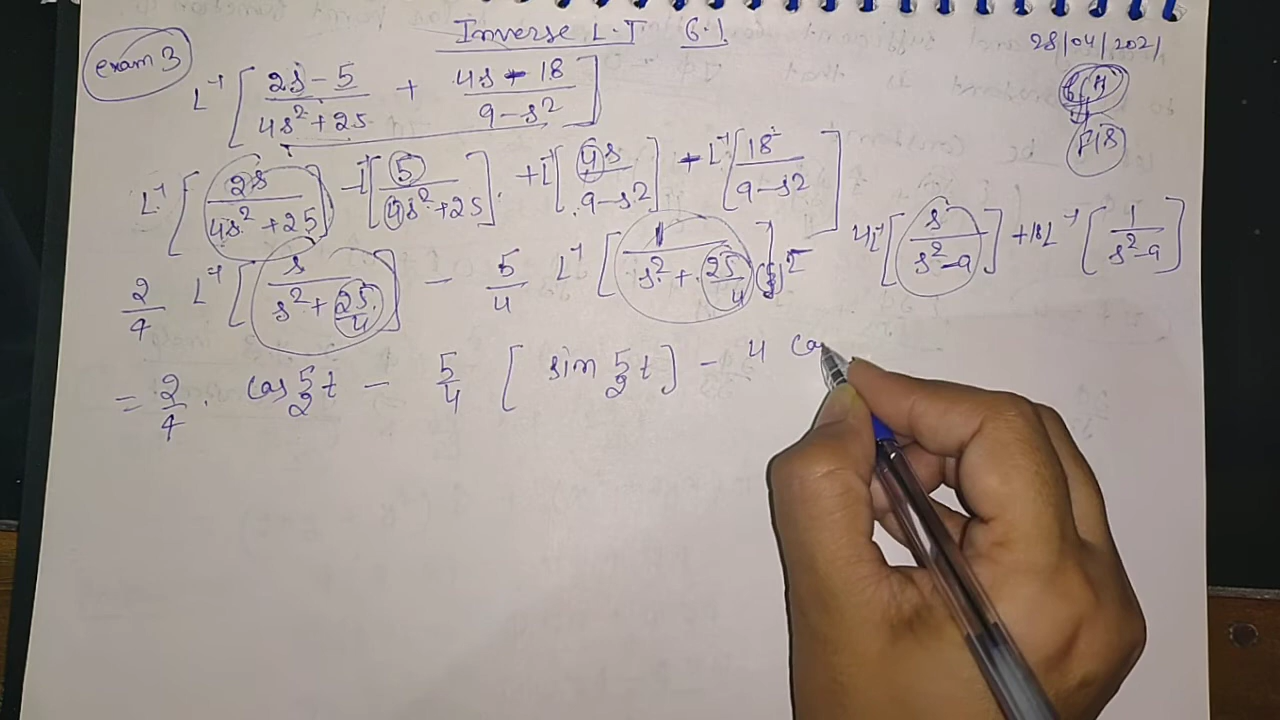 Inverse L.T 6.1
28/04/2021
exam 3
L⁻¹ [ (2s - 5)/(4s² + 25) + (4s - 18)/(9 - s²) ]
718
L⁻¹ [ 2s/(4s² + 25) ] - L⁻¹ [ 5/(4s² + 25) ] + L⁻¹ [ 4s/(9 - s²) ] - L⁻¹ [ 18/(9 - s²) ]
2/4 L⁻¹ [ s/(s² + 25/4) ] - 5/4 L⁻¹ [ 1/(s² + 25/4) ] - 4L⁻¹ [ s/(s² - 9) ] + 18L⁻¹ [ 1/(s² - 9) ]
= 2/4 . cos 5/2 t - 5/4 [ sin 5/2 t ] - 4 cos